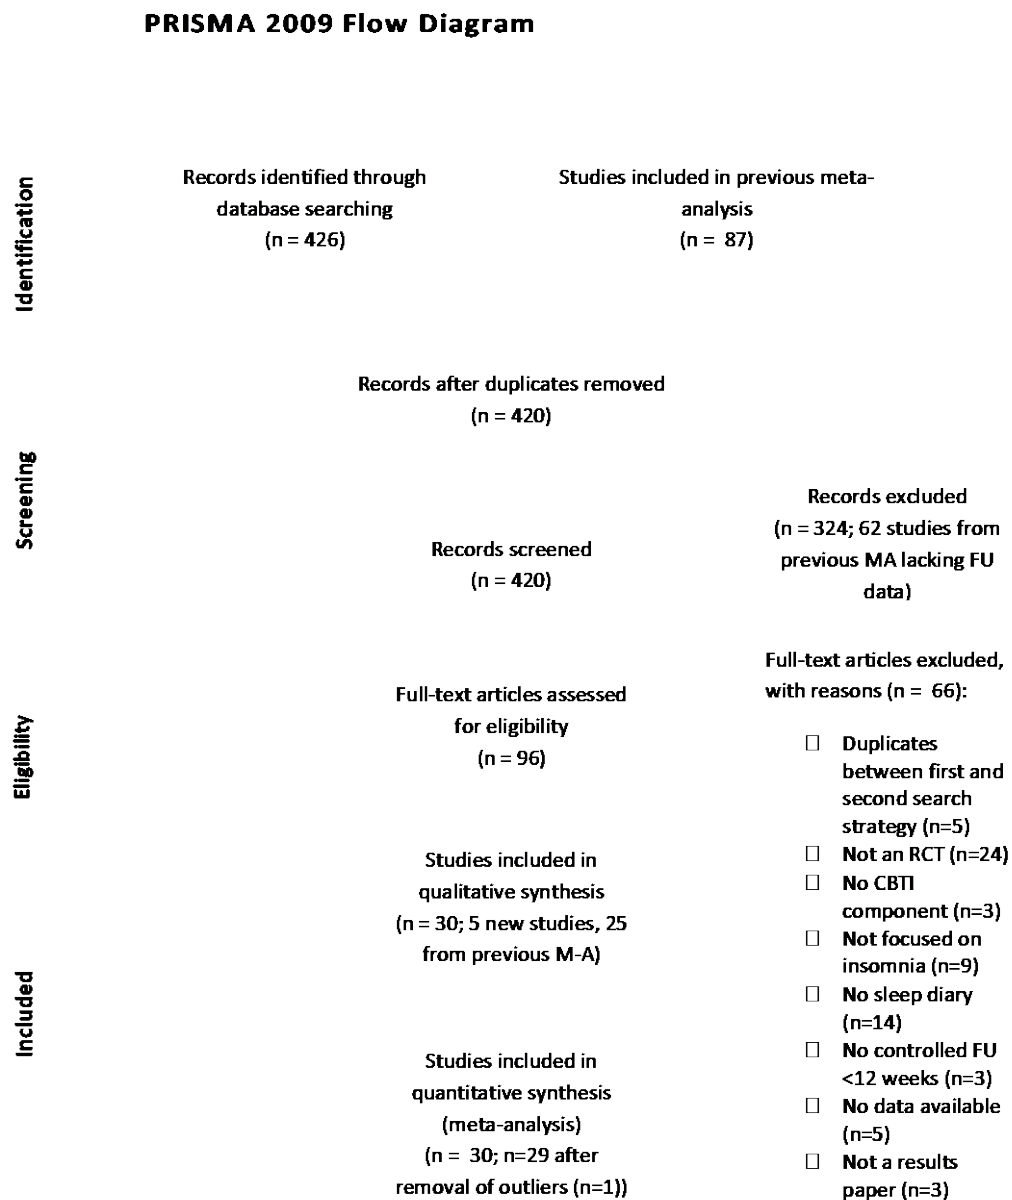 PRISMA 2009 Flow Diagram
Identification
Records identified through
database searching
(n = 426)
Studies included in previous meta-
analysis
(n = 87)
Records after duplicates removed
(n = 420)
Screening
Records screened
(n = 420)
Records excluded
(n = 324; 62 studies from
previous MA lacking FU
data)
Eligibility
Full-text articles assessed
for eligibility
(n = 96)
Full-text articles excluded,
with reasons (n = 66):
□ Duplicates
between first and
second search
strategy (n=5)
□ Not an RCT (n=24)
□ No CBTI
component (n=3)
□ Not focused on
insomnia (n=9)
□ No sleep diary
(n=14)
□ No controlled FU
<12 weeks (n=3)
□ No data available
(n=5)
□ Not a results
paper (n=3)
Included
Studies included in
qualitative synthesis
(n = 30; 5 new studies, 25
from previous M-A)
Studies included in
quantitative synthesis
(meta-analysis)
(n = 30; n=29 after
removal of outliers (n=1))